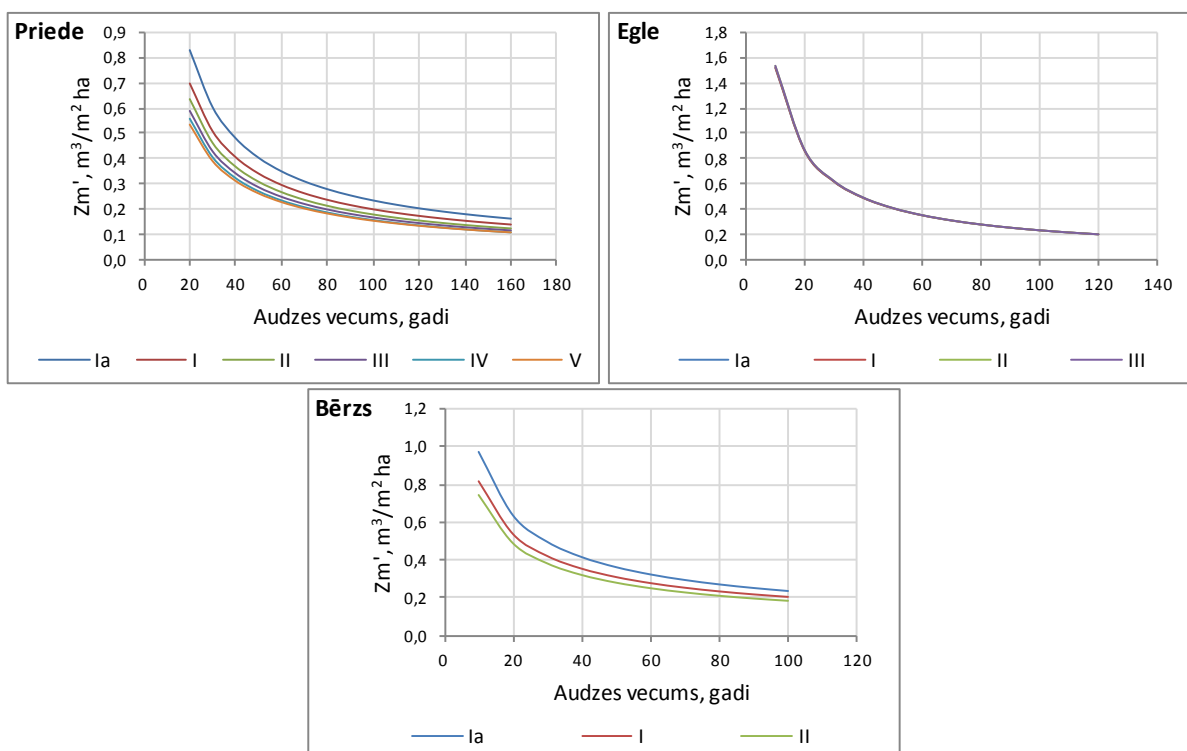 Priede
0,9
0,8
0,7
0,6
0,5
0,4
0,3
0,2
0,1
0,0
Zm', m³/m² ha
0 20 40 60 80 100 120 140 160 180
Audzes vecums, gadi
Ia I II III IV V
Egle
1,8
1,6
1,4
1,2
1,0
0,8
0,6
0,4
0,2
0,0
Zm', m³/m² ha
0 20 40 60 80 100 120 140
Audzes vecums, gadi
Ia I II III
Bērzs
1,2
1,0
0,8
0,6
0,4
0,2
0,0
Zm', m³/m² ha
0 20 40 60 80 100 120
Audzes vecums, gadi
Ia I II